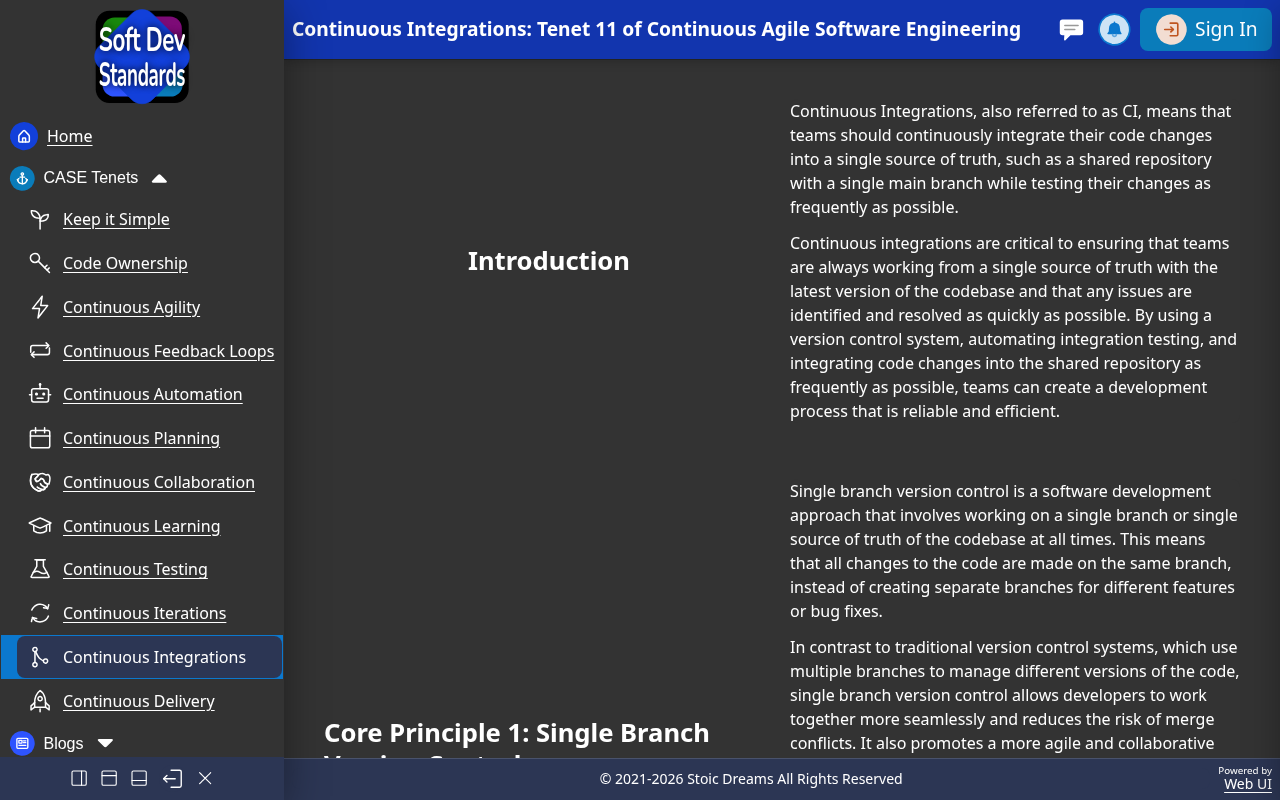 Soft Dev
Standards
Home
CASE Tenets
Keep it Simple
Code Ownership
Continuous Agility
Continuous Feedback Loops
Continuous Automation
Continuous Planning
Continuous Collaboration
Continuous Learning
Continuous Testing
Continuous Iterations
Continuous Integrations
Continuous Delivery
Blogs
Continuous Integrations: Tenet 11 of Continuous Agile Software Engineering
Sign In
Introduction
Continuous Integrations, also referred to as CI, means that
teams should continuously integrate their code changes
into a single source of truth, such as a shared repository
with a single main branch while testing their changes as
frequently as possible.
Continuous integrations are critical to ensuring that teams
are always working from a single source of truth with the
latest version of the codebase and that any issues are
identified and resolved as quickly as possible. By using a
version control system, automating integration testing, and
integrating code changes into the shared repository as
frequently as possible, teams can create a development
process that is reliable and efficient.
Core Principle 1: Single Branch
Single branch version control is a software development
approach that involves working on a single branch or single
source of truth of the codebase at all times. This means
that all changes to the code are made on the same branch,
instead of creating separate branches for different features
or bug fixes.
In contrast to traditional version control systems, which use
multiple branches to manage different versions of the code,
single branch version control allows developers to work
together more seamlessly and reduces the risk of merge
conflicts. It also promotes a more agile and collaborative
© 2021-2026 Stoic Dreams All Rights Reserved
Powered by
Web UI